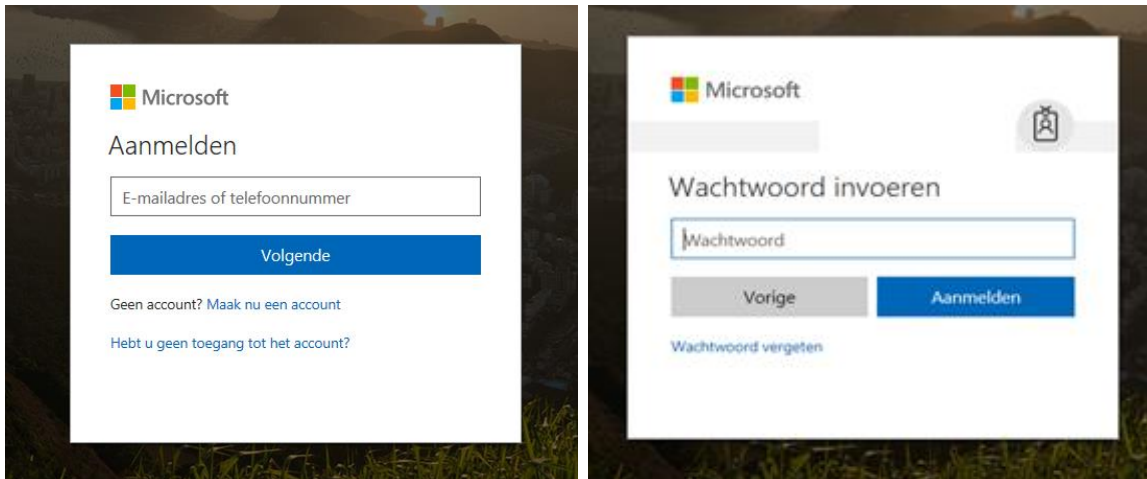 Microsoft
Aanmelden
E-mailadres of telefoonnummer
Volgende
Geen account? Maak nu een account
Hebt u geen toegang tot het account?
Microsoft
Wachtwoord invoeren
Wachtwoord
Vorige
Aanmelden
Wachtwoord vergeten